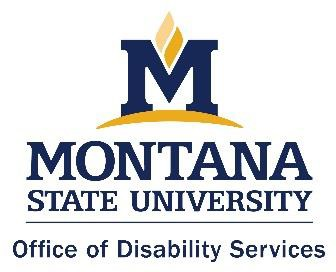 M
MONTANA
STATE UNIVERSITY
Office of Disability Services